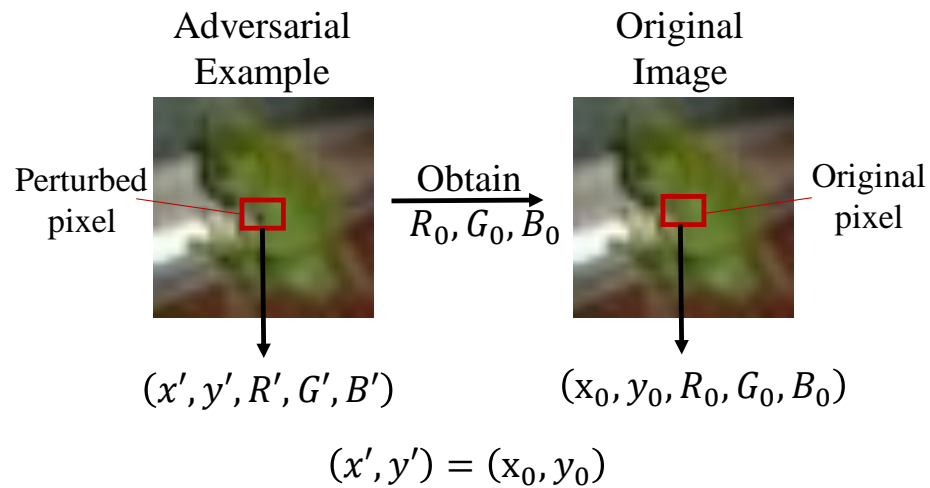 Adversarial
Example
Original
Image
Perturbed
pixel
Obtain
R₀, G₀, B₀
Original
pixel
(x′, y′, R′, G′, B′)
(x₀, y₀, R₀, G₀, B₀)
(x′, y′) = (x₀, y₀)